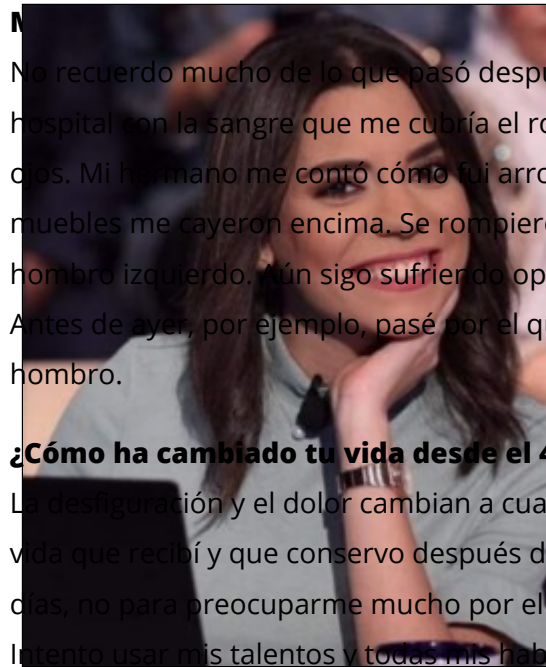 No recuerdo mucho de lo que pasó despu
hospital con la sangre que me cubría el ro
ojos. Mi hermano me contó cómo fui arro
muebles me cayeron encima. Se rompiero
hombro izquierdo. Aún sigo sufriendo op
Antes de ayer, por ejemplo, pasé por el q
hombro.
¿Cómo ha cambiado tu vida desde el 4
La desfiguración y el dolor cambian a cua
vida que recibí y que conservo después d
días, no para preocuparme mucho por el
Intento usar mis talentos y todas mis hab